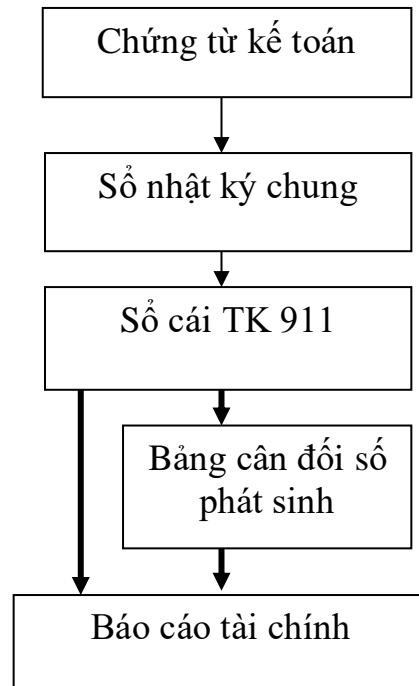 Chứng từ kế toán
Sổ nhật ký chung
Sổ cái TK 911
Bảng cân đối số
phát sinh
Báo cáo tài chính